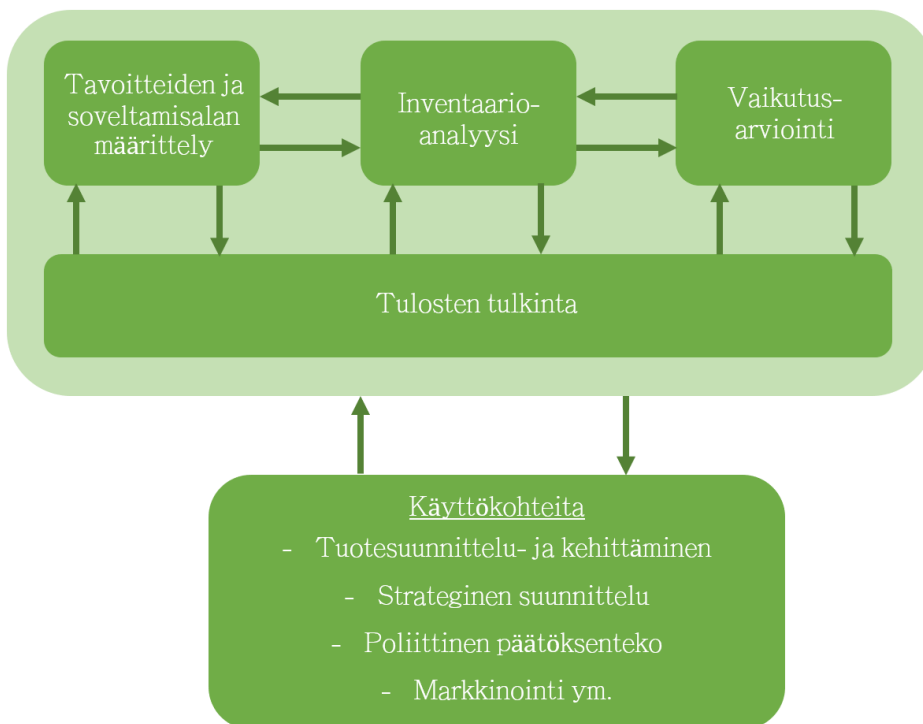 Tavoitteiden ja
soveltamisalan
määrittely
Inventaario-
analyysi
Vaikutus-
arviointi
Tulosten tulkinta
Käyttökohteita
- Tuotesuunnittelu- ja kehittäminen
- Strateginen suunnittelu
- Poliittinen päätöksenteko
- Markkinointi ym.